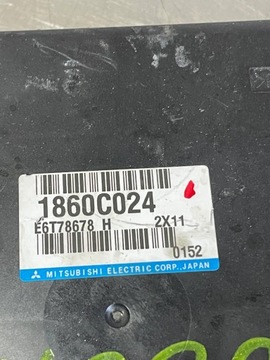 1860C024
E6T78678 H 2X11
0152
MITSUBISHI ELECTRIC CORP., JAPAN